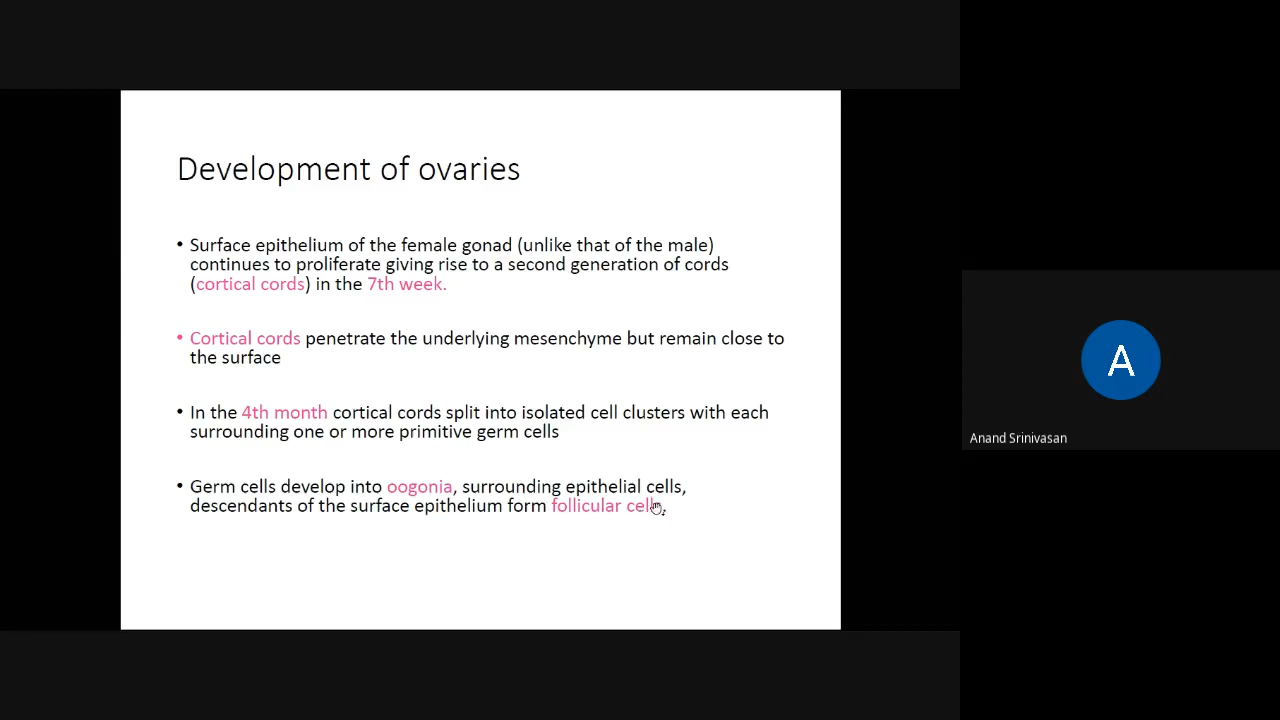 Development of ovaries
• Surface epithelium of the female gonad (unlike that of the male)
continues to proliferate giving rise to a second generation of cords
(cortical cords) in the 7th week.
• Cortical cords penetrate the underlying mesenchyme but remain close to
the surface
• In the 4th month cortical cords split into isolated cell clusters with each
surrounding one or more primitive germ cells
• Germ cells develop into oogonia, surrounding epithelial cells,
descendants of the surface epithelium form follicular cells.
A
Anand Srinivasan